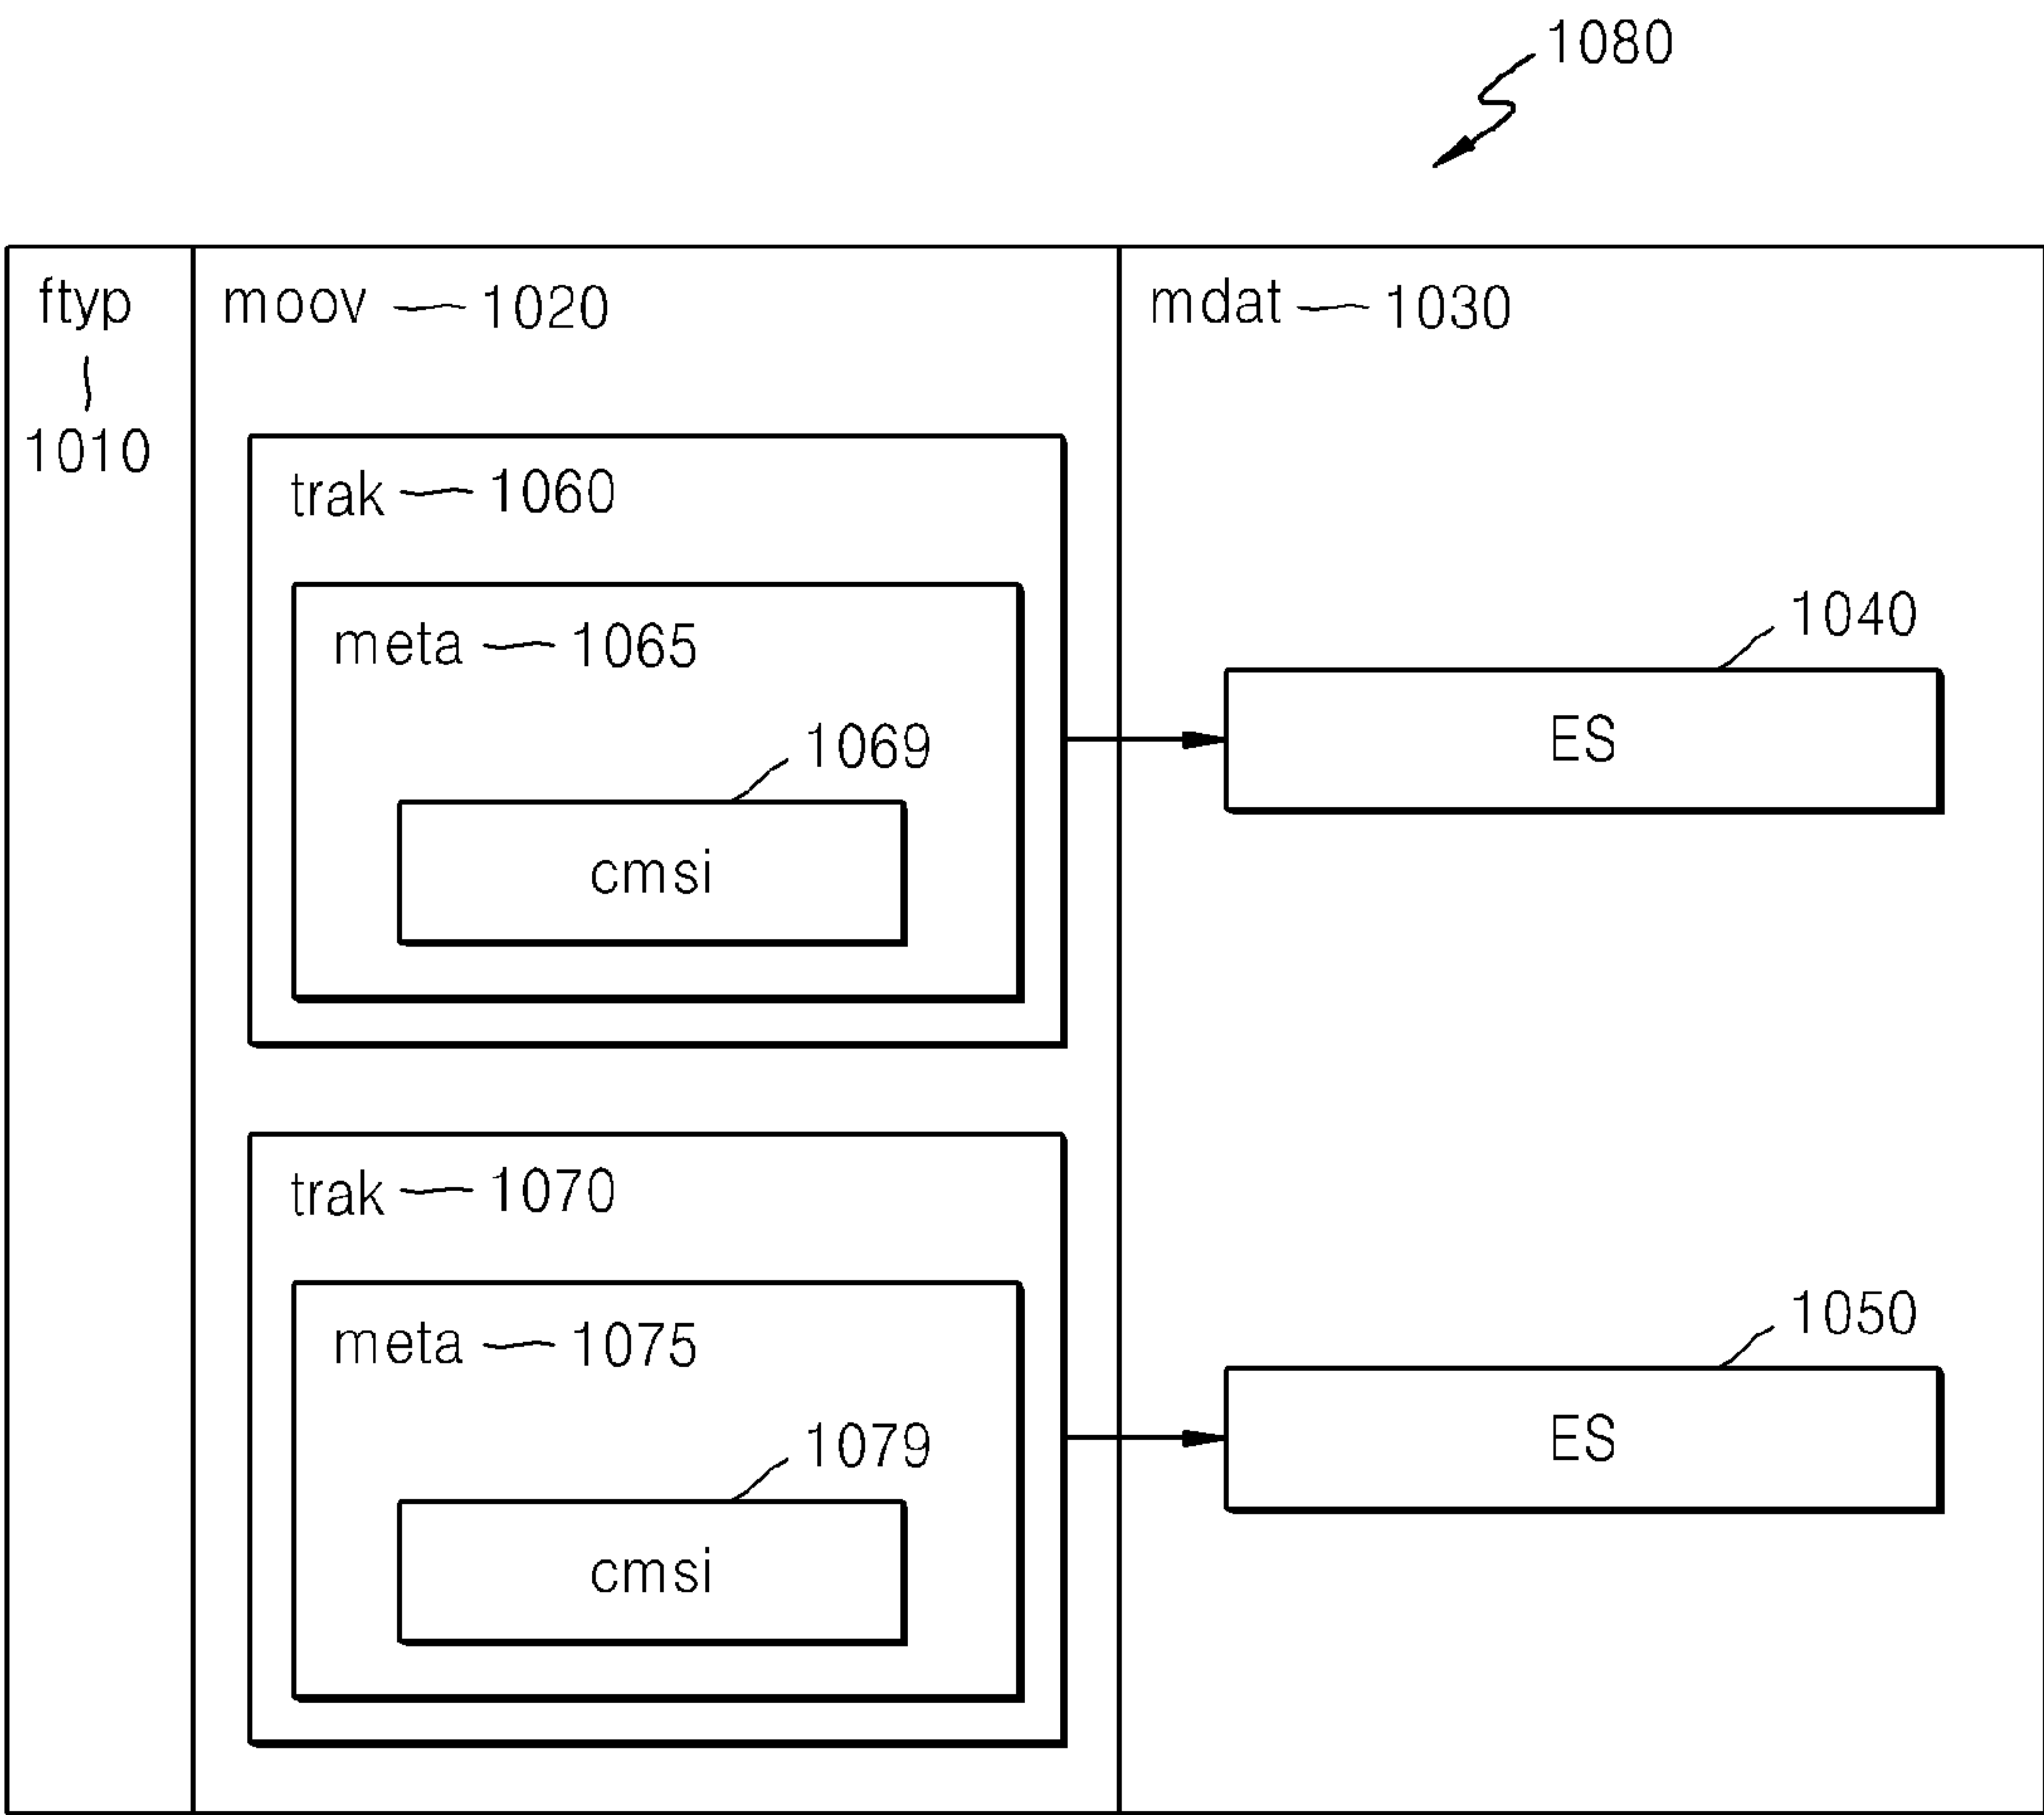 1080
ftyp
1010
moov 1020
trak 1060
meta 1065
1069
cmsi
trak 1070
meta 1075
1079
cmsi
mdat 1030
1040
ES
1050
ES